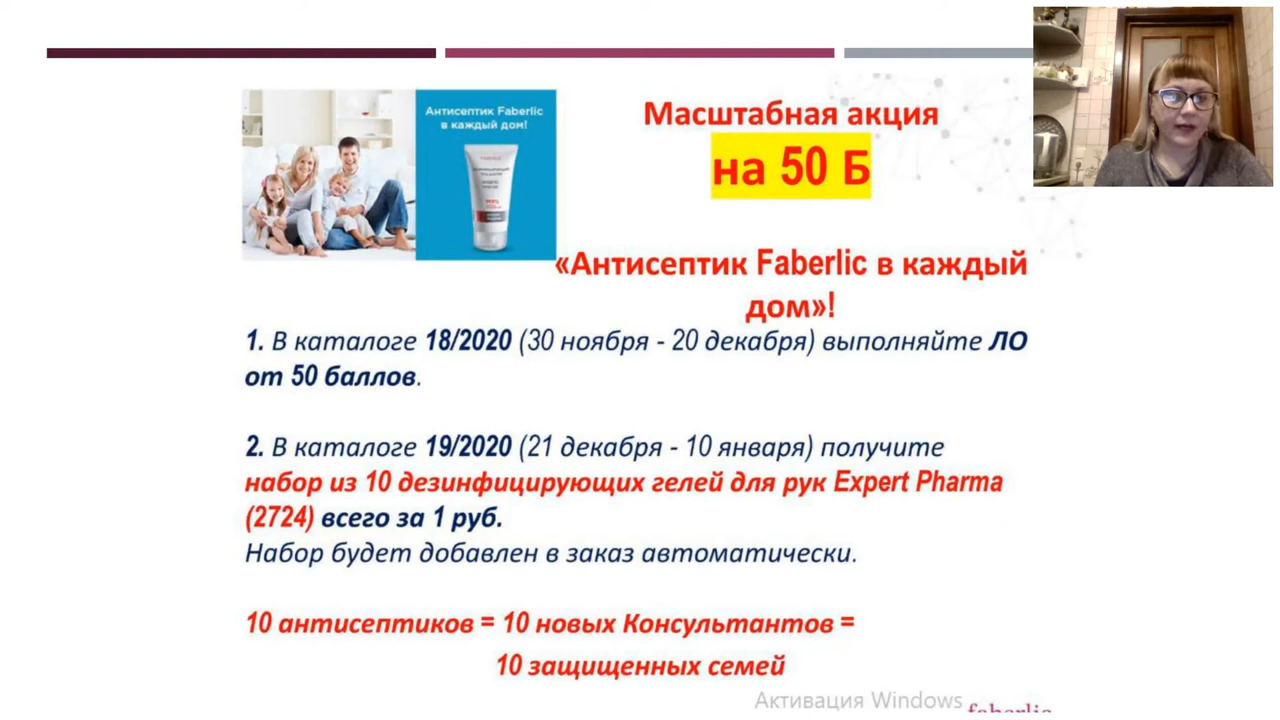 Антисептик Faberlic
в каждый дом!
Масштабная акция
на 50 Б
«Антисептик Faberlic в каждый
дом»!
1. В каталоге 18/2020 (30 ноября - 20 декабря) выполняйте ЛО
от 50 баллов.
2. В каталоге 19/2020 (21 декабря - 10 января) получите
набор из 10 дезинфицирующих гелей для рук Expert Pharma
(2724) всего за 1 руб.
Набор будет добавлен в заказ автоматически.
10 антисептиков = 10 новых Консультантов =
10 защищенных семей
Активация Windows
faberlic